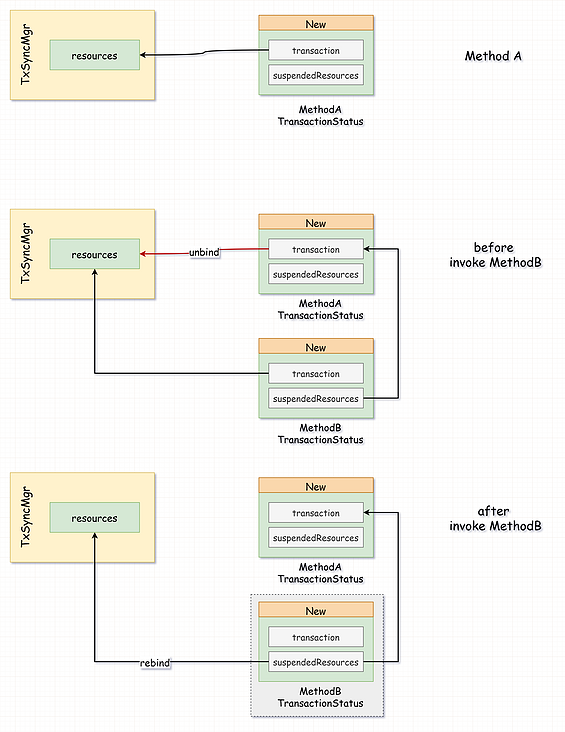 TxSyncMgr
resources
New
transaction
suspendedResources
MethodA
TransactionStatus
Method A
TxSyncMgr
resources
unbind
New
transaction
suspendedResources
MethodA
TransactionStatus
before
invoke MethodB
New
transaction
suspendedResources
MethodB
TransactionStatus
TxSyncMgr
resources
New
transaction
suspendedResources
MethodA
TransactionStatus
after
invoke MethodB
New
transaction
rebind
suspendedResources
MethodB
TransactionStatus